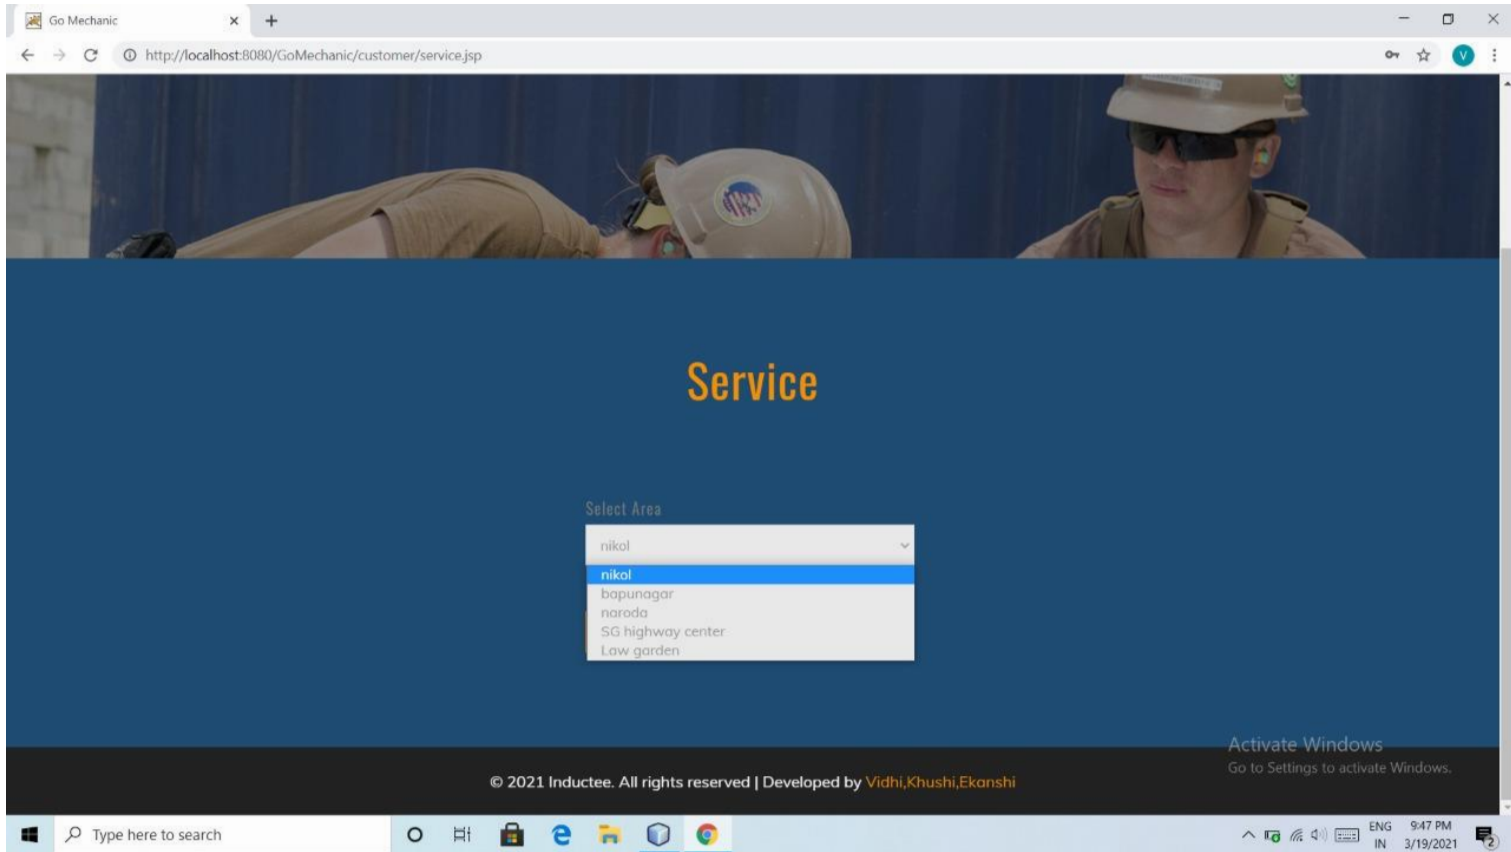 Go Mechanic
http://localhost:8080/GoMechanic/customer/service.jsp
V
Service
Select Area
nikol
nikol
bapunagar
naroda
SG highway center
Law garden
Activate Windows
Go to Settings to activate Windows.
© 2021 Inductee. All rights reserved | Developed by Vidhi,Khushi,Ekanshi
Type here to search
ENG 9:47 PM
IN 3/19/2021
2